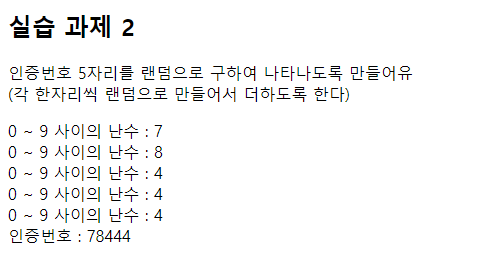 실습 과제 2
인증번호 5자리를 랜덤으로 구하여 나타나도록 만들어유
(각 한자리씩 랜덤으로 만들어서 더하도록 한다)
0 ~ 9 사이의 난수 : 7
0 ~ 9 사이의 난수 : 8
0 ~ 9 사이의 난수 : 4
0 ~ 9 사이의 난수 : 4
0 ~ 9 사이의 난수 : 4
인증번호 : 78444